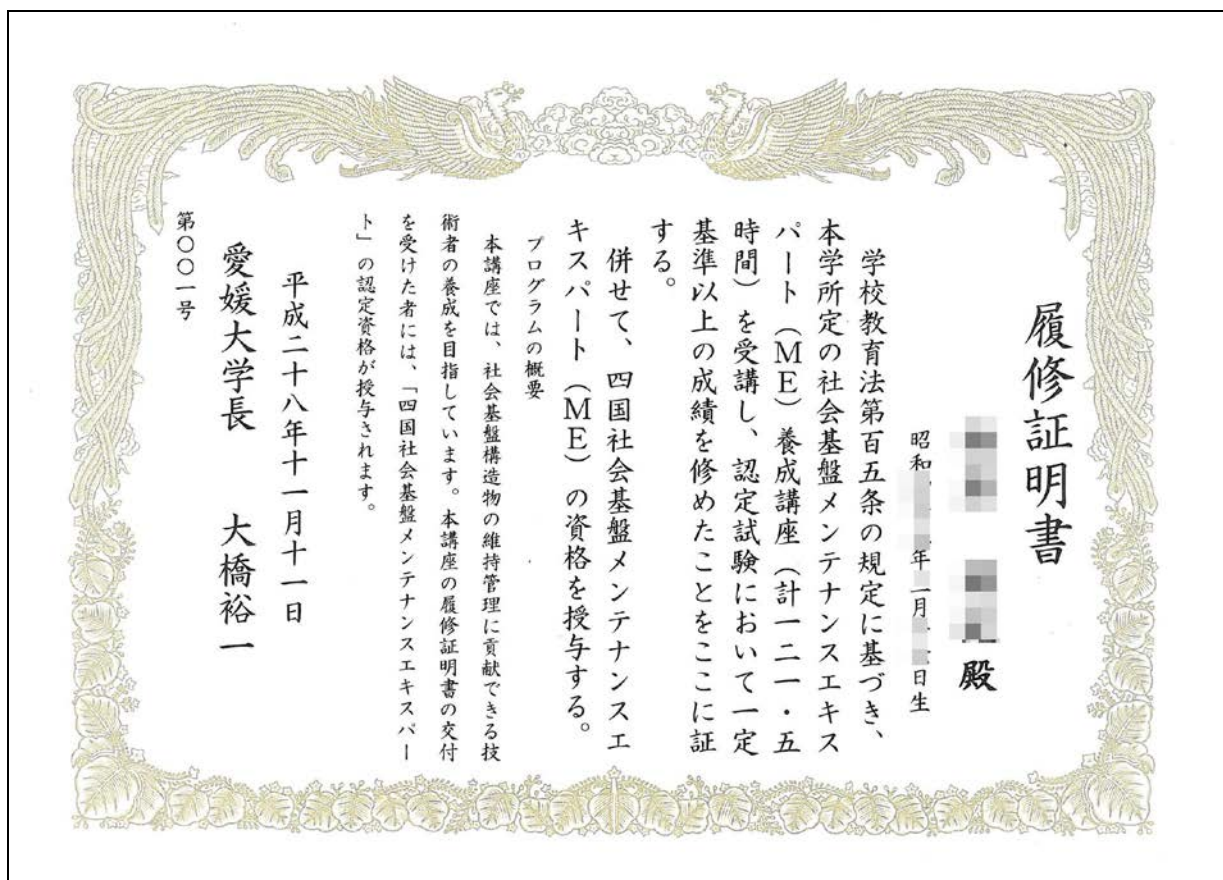 履修証明書
殿
昭和 年 月 日生
学校教育法第百五条の規定に基づき、
本学所定の社会基盤メンテナンスエキス
パート（ＭＥ）養成講座（計一二一・五
時間）を受講し、認定試験において一定
基準以上の成績を修めたことをここに証
する。
併せて、四国社会基盤メンテナンスエ
キスパート（ＭＥ）の資格を授与する。
プログラムの概要
本講座では、社会基盤構造物の維持管理に貢献できる技
術者の養成を目指しています。本講座の履修証明書の交付
を受けた者には、「四国社会基盤メンテナンスエキスパー
ト」の認定資格が授与されます。
平成二十八年十一月十一日
愛媛大学長　大橋裕一
第〇〇一号